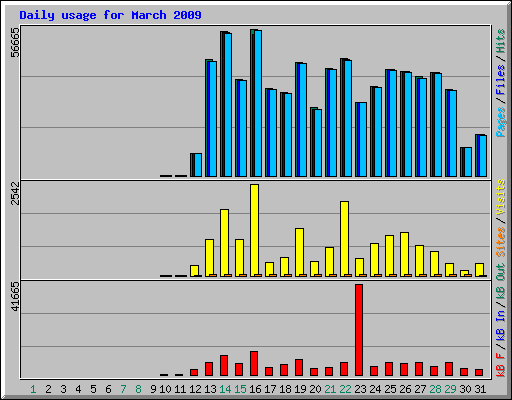 Daily usage for March 2009
56665
Pages / Files / Hits
2542
Sites / Visits
41665
kB F / kB In / kB Out
1 2 3 4 5 6 7 8 9 10 11 12 13 14 15 16 17 18 19 20 21 22 23 24 25 26 27 28 29 30 31